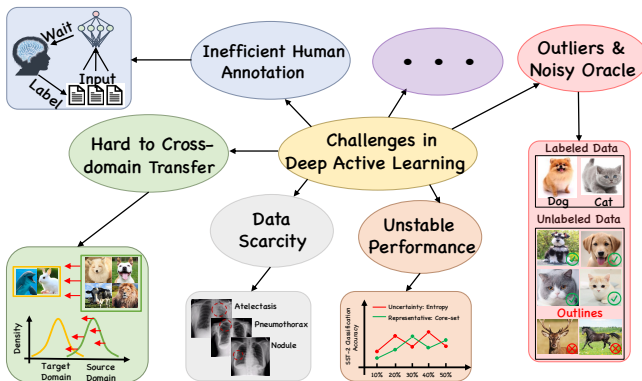 Wait
Label
Input
Inefficient Human
Annotation
• • •
Outliers &
Noisy Oracle
Hard to Cross-
domain Transfer
Challenges in
Deep Active Learning
Data
Scarcity
Unstable
Performance
Labeled Data
Dog Cat
Unlabeled Data
Outlines
Density
Target
Domain
Source
Domain
Atelectasis
Pneumothorax
Nodule
SST-2 Classification
Accuracy
Uncertainty: Entropy
Representative: Core-set
10% 20% 30% 40% 50%